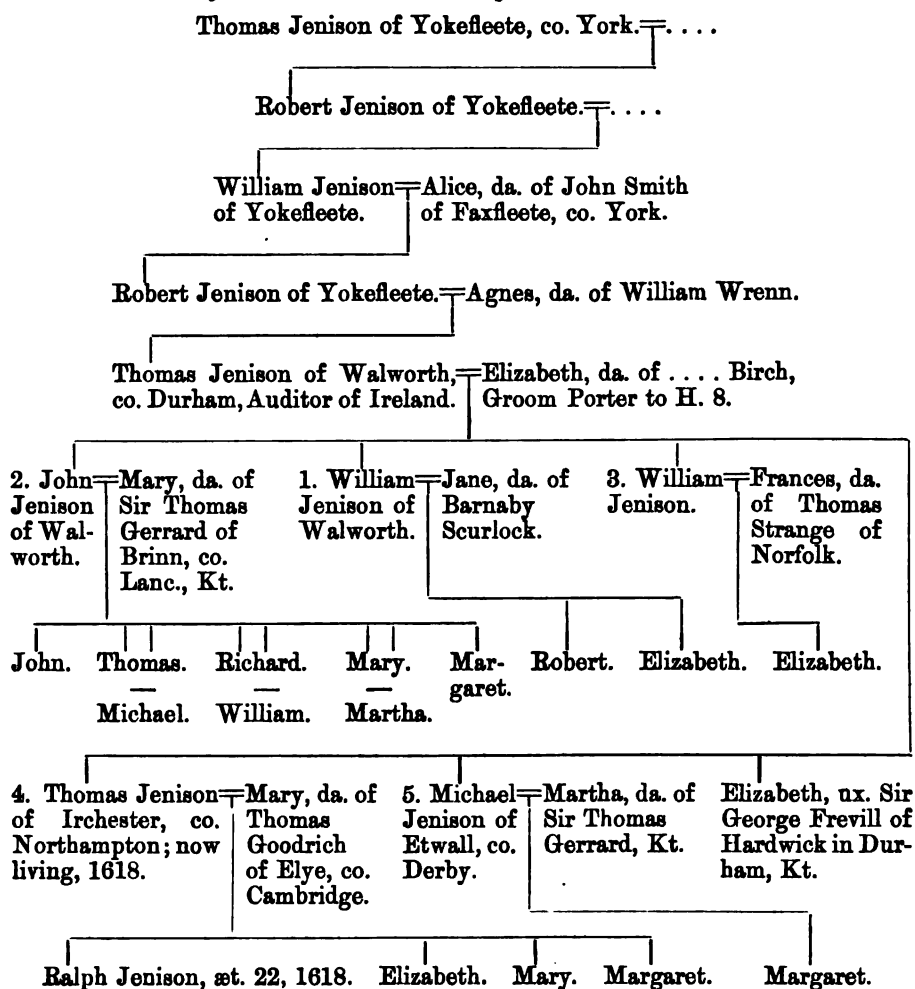 Thomas Jenison of Yokefleete, co. York.=....
Robert Jenison of Yokefleete.=....
William Jenison=Alice, da. of John Smith
of Yokefleete. of Faxfleete, co. York.
Robert Jenison of Yokefleete.=Agnes, da. of William Wrenn.
Thomas Jenison of Walworth,=Elizabeth, da. of .... Birch,
co. Durham, Auditor of Ireland. Groom Porter to H. 8.
2. John=Mary, da. of
Jenison Sir Thomas
of Wal- Gerrard of
worth. Brinn, co.
Lanc., Kt.
1. William=Jane, da. of
Jenison of Barnaby
Walworth. Scurlock.
3. William=Frances, da.
Jenison. of Thomas
Strange of
Norfolk.
John. Thomas. Richard. Mary. Mar- Robert. Elizabeth. Elizabeth.
garet.
Michael. William. Martha.
4. Thomas Jenison=Mary, da. of
of Irchester, co. Thomas
Northampton; now Goodrich
living, 1618. of Elye, co.
Cambridge.
5. Michael=Martha, da. of
Jenison of Sir Thomas
Etwall, co. Gerrard, Kt.
Derby.
Elizabeth, ux. Sir
George Frevill of
Hardwick in Dur-
ham, Kt.
Ralph Jenison, æt. 22, 1618. Elizabeth. Mary. Margaret. Margaret.